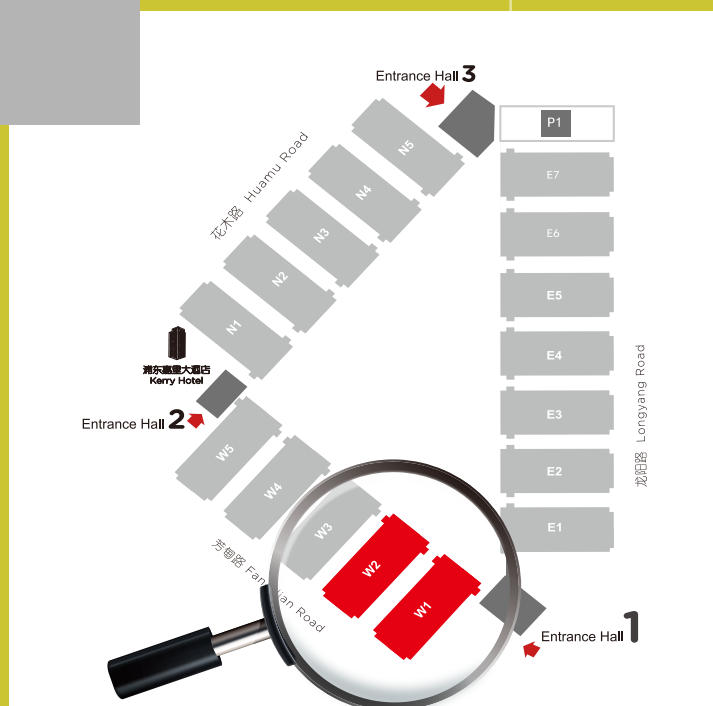 Entrance Hall 3
P1
N5
E7
花木路 Huamu Road
N4
N3
E6
N2
E5
N1
E4
浦东嘉里大酒店
Kerry Hotel
龙阳路 Longyang Road
Entrance Hall 2
E3
W5
E2
W4
E1
W3
芳甸路 Fangdian Road
W2
W1
Entrance Hall 1